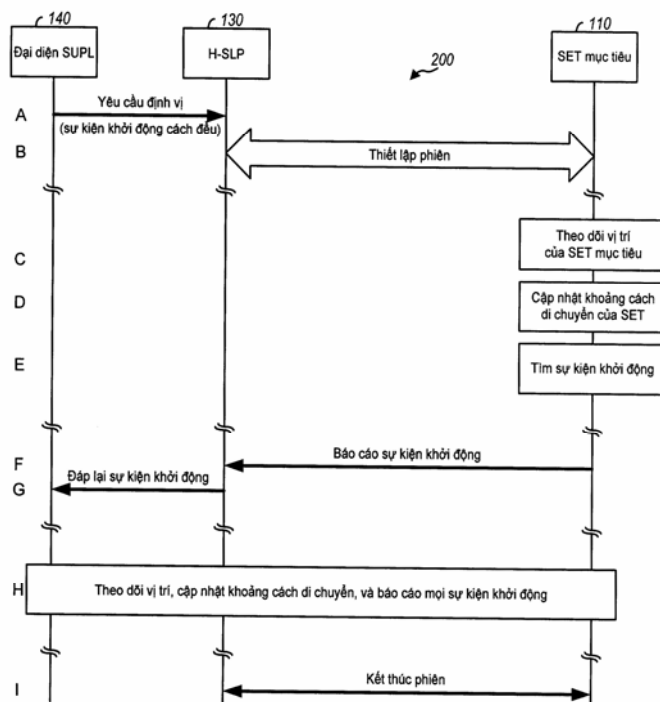 140
130
110
Đại diện SUPL
H-SLP
SET mục tiêu
200
A
Yêu cầu định vị
(sự kiện khởi động cách đều)
B
Thiết lập phiên
C
Theo dõi vị trí
của SET mục tiêu
D
Cập nhật khoảng cách
di chuyển của SET
E
Tìm sự kiện khởi động
F
Báo cáo sự kiện khởi động
G
Đáp lại sự kiện khởi động
H
Theo dõi vị trí, cập nhật khoảng cách di chuyển, và báo cáo mọi sự kiện khởi động
I
Kết thúc phiên